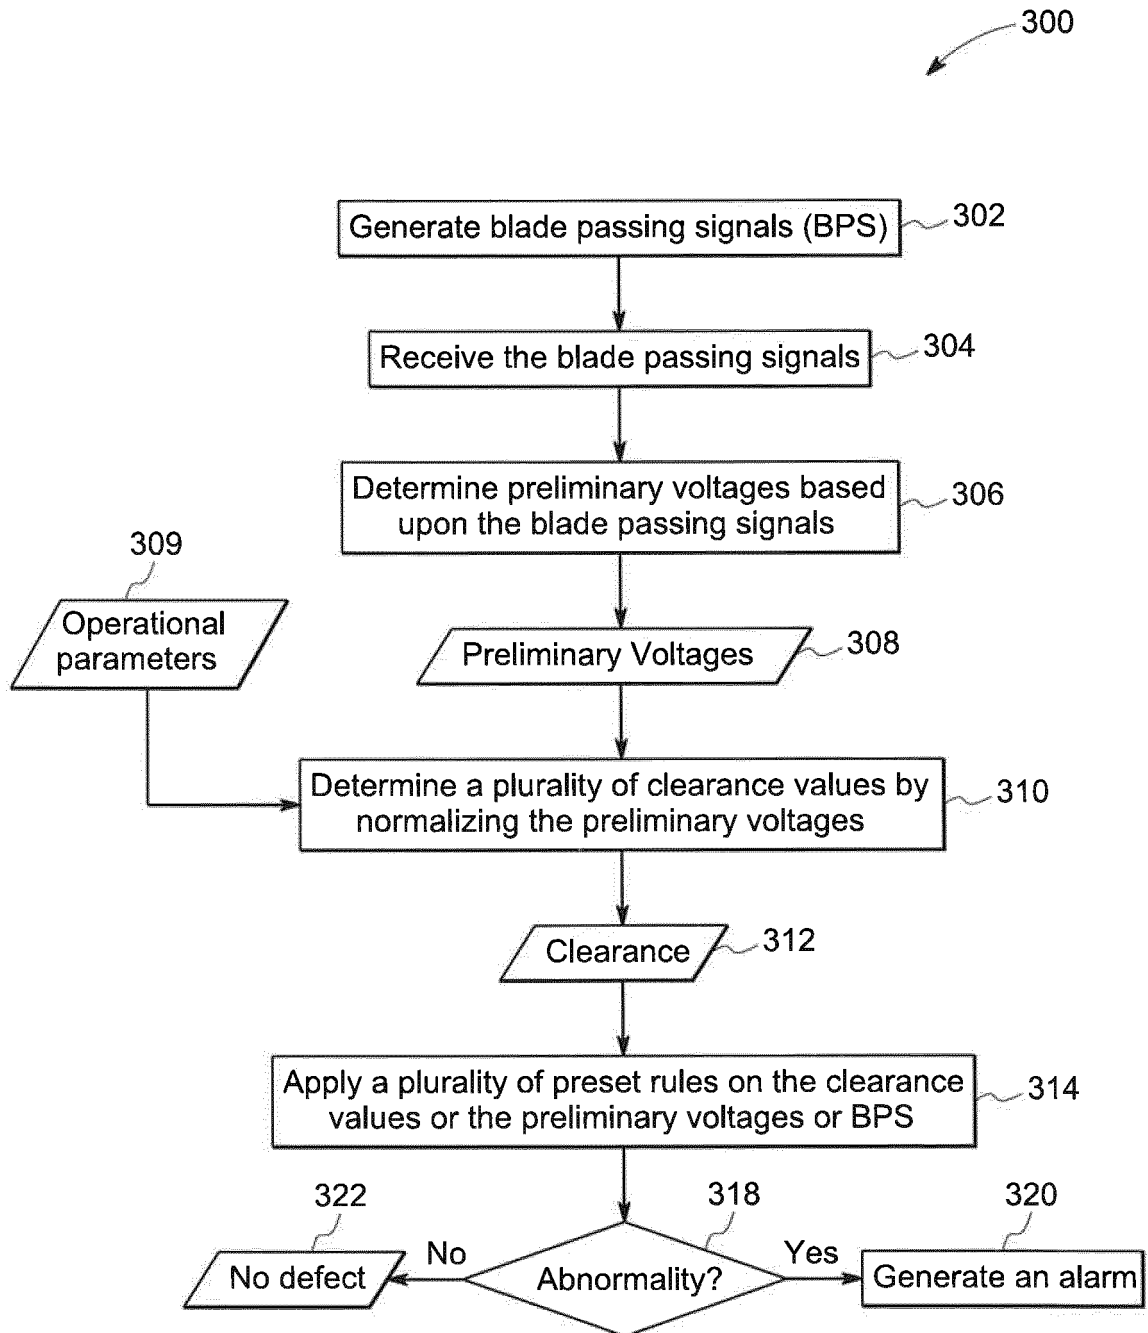 300
Generate blade passing signals (BPS)
302
Receive the blade passing signals
304
Determine preliminary voltages based
upon the blade passing signals
306
309
Operational
parameters
Preliminary Voltages
308
Determine a plurality of clearance values by
normalizing the preliminary voltages
310
Clearance
312
Apply a plurality of preset rules on the clearance
values or the preliminary voltages or BPS
314
322
318
320
No defect
No
Abnormality?
Yes
Generate an alarm